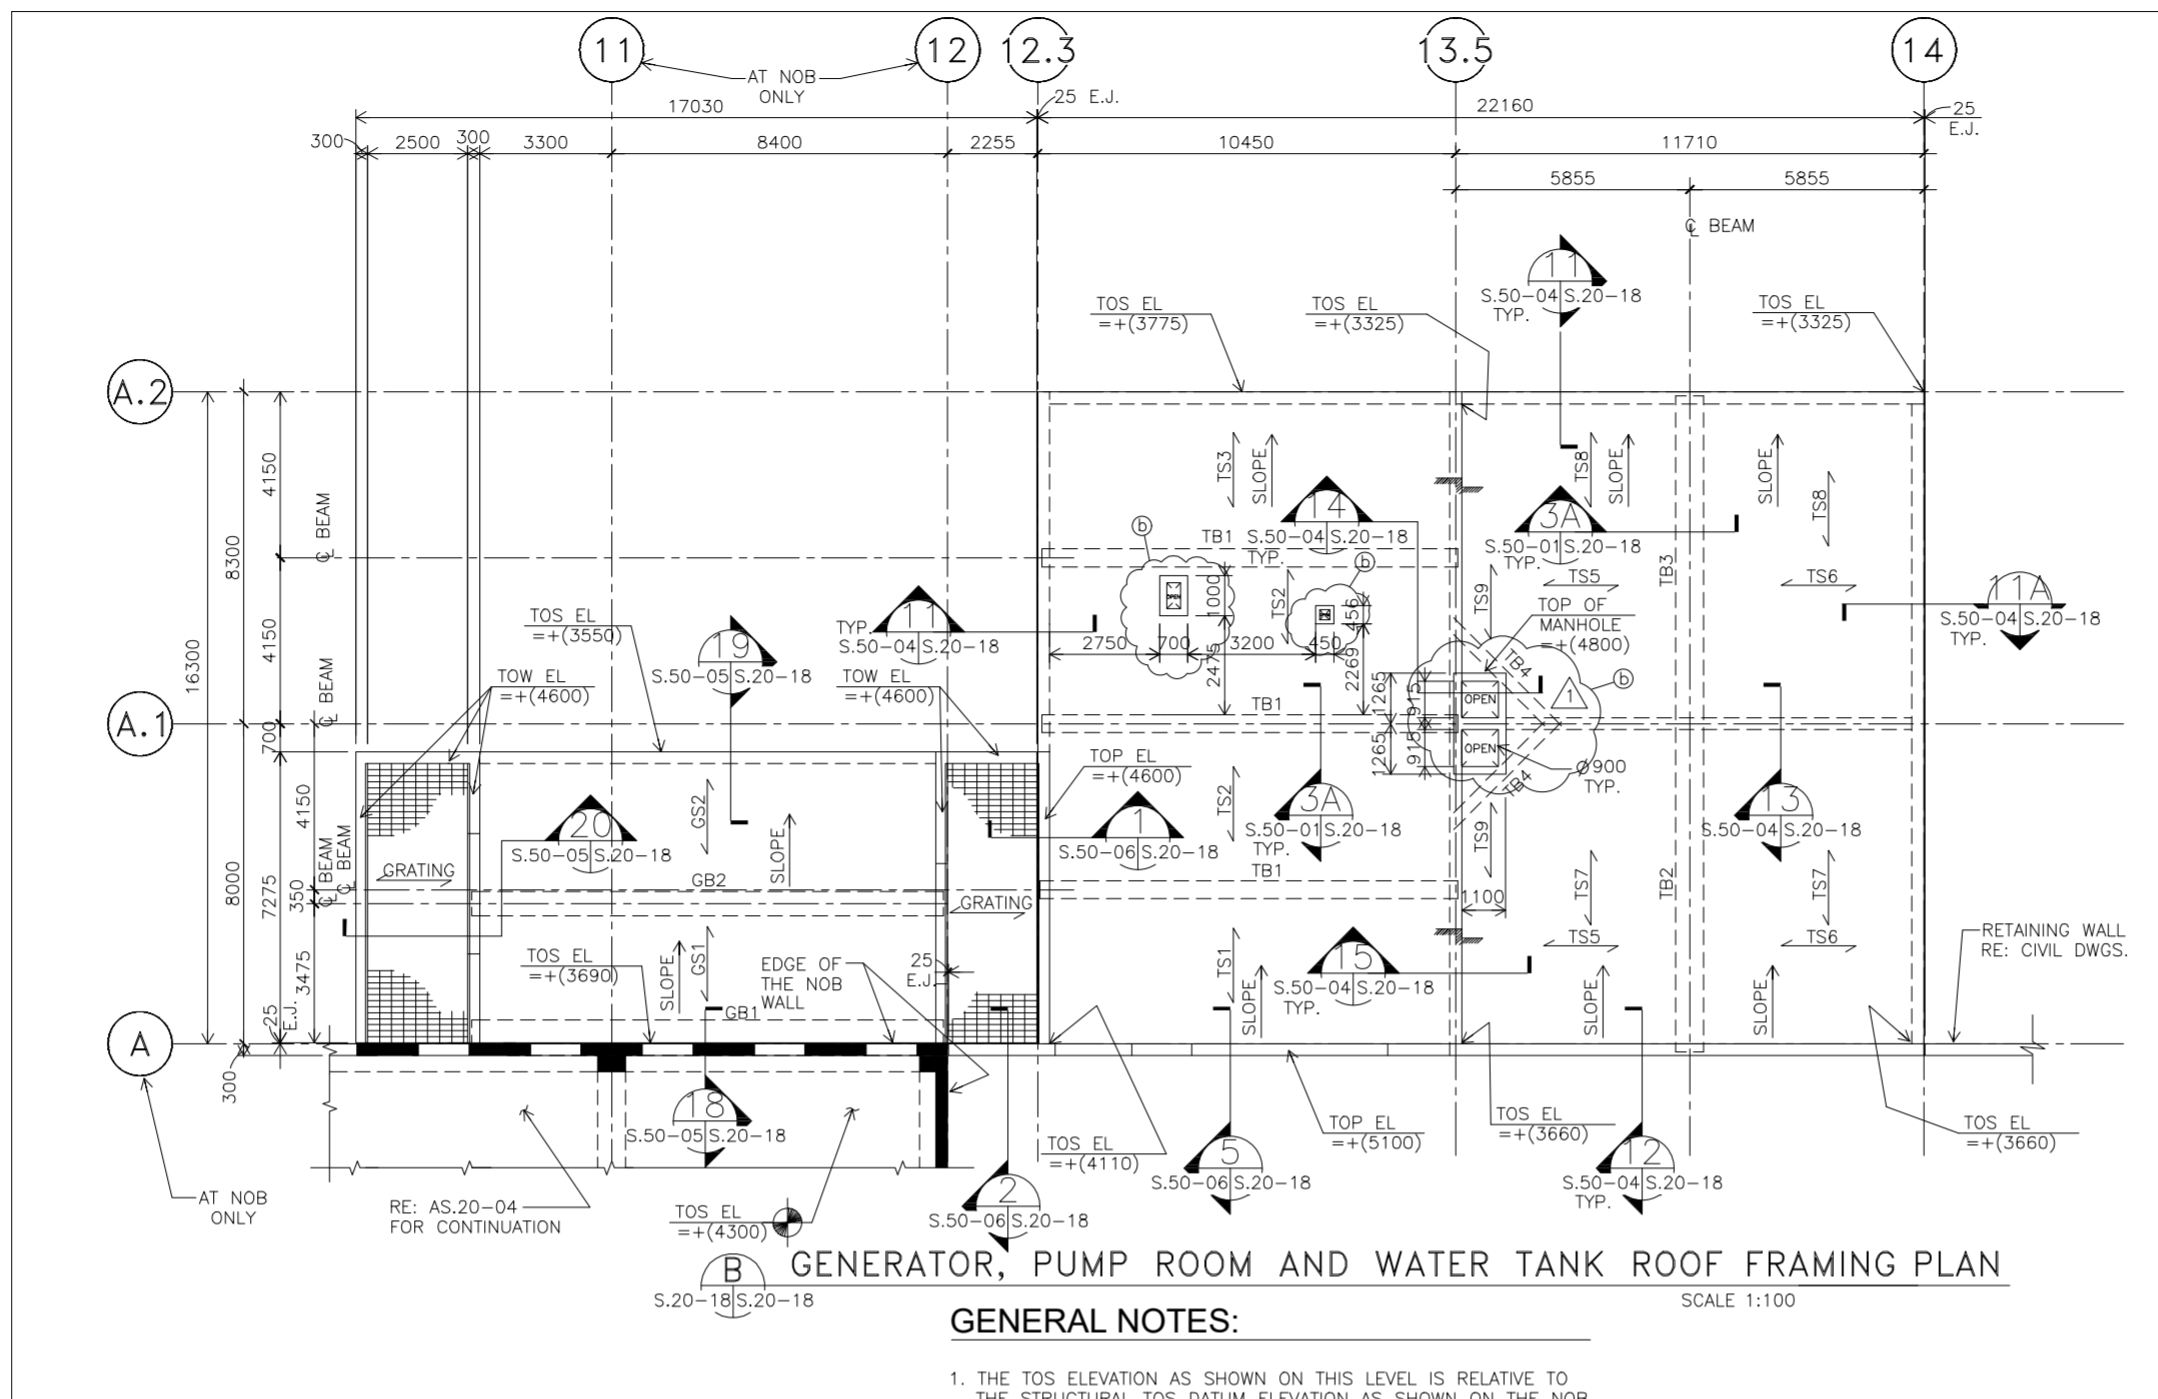 11
12
12.3
13.5
14
AT NOB
ONLY
17030
25 E.J.
22160
25
E.J.
300
2500
300
3300
8400
2255
10450
11710
5855
5855
℄ BEAM
11
S.50-04 S.20-18
TYP.
TOS EL
=+(3775)
TOS EL
=+(3325)
TOS EL
=+(3325)
A.2
4150
℄ BEAM
8300
TS3
SLOPE
TS8
SLOPE
SLOPE
TS8
14
S.50-04 S.20-18
TYP.
3A
S.50-01 S.20-18
TYP.
b
TB1
b
TB3
OPEN
1000
TS2
456
TS9
TS5
TS6
11A
S.50-04 S.20-18
TYP.
TOP OF
MANHOLE
=+(4800)
16300
4150
℄ BEAM
TOS EL
=+(3550)
19
S.50-05 S.20-18
11
TYP.
S.50-04 S.20-18
2750
700
3200
450
2475
2269
TOW EL
=+(4600)
TOW EL
=+(4600)
TB4
b
1
1265
915
OPEN
A.1
700
TB1
1265
915
OPEN
TB4
Ø900
TYP.
TOP EL
=+(4600)
4150
GS2
SLOPE
20
S.50-05 S.20-18
1
S.50-06 S.20-18
TS2
3A
S.50-01 S.20-18
TYP.
TS9
13
S.50-04 S.20-18
8000
7275
350
℄ BEAM
℄ BEAM
GRATING
GB2
GRATING
TB1
1100
TS7
TB2
TS7
TS5
TS6
RETAINING WALL
RE: CIVIL DWGS.
3475
25
E.J.
TOS EL
=+(3690)
SLOPE
GS1
EDGE OF
THE NOB
WALL
25
E.J.
TS1
SLOPE
15
S.50-04 S.20-18
TYP.
SLOPE
SLOPE
GB1
A
300
18
S.50-05 S.20-18
TOS EL
=+(4110)
5
S.50-06 S.20-18
TOP EL
=+(5100)
TOS EL
=+(3660)
12
S.50-04 S.20-18
TYP.
TOS EL
=+(3660)
AT NOB
ONLY
RE: AS.20-04
FOR CONTINUATION
TOS EL
=+(4300)
2
S.50-06 S.20-18
B
S.20-18 S.20-18
GENERATOR, PUMP ROOM AND WATER TANK ROOF FRAMING PLAN
SCALE 1:100
GENERAL NOTES:
1. THE TOS ELEVATION AS SHOWN ON THIS LEVEL IS RELATIVE TO
THE STRUCTURAL TOS DATUM ELEVATION AS SHOWN ON THE NOB